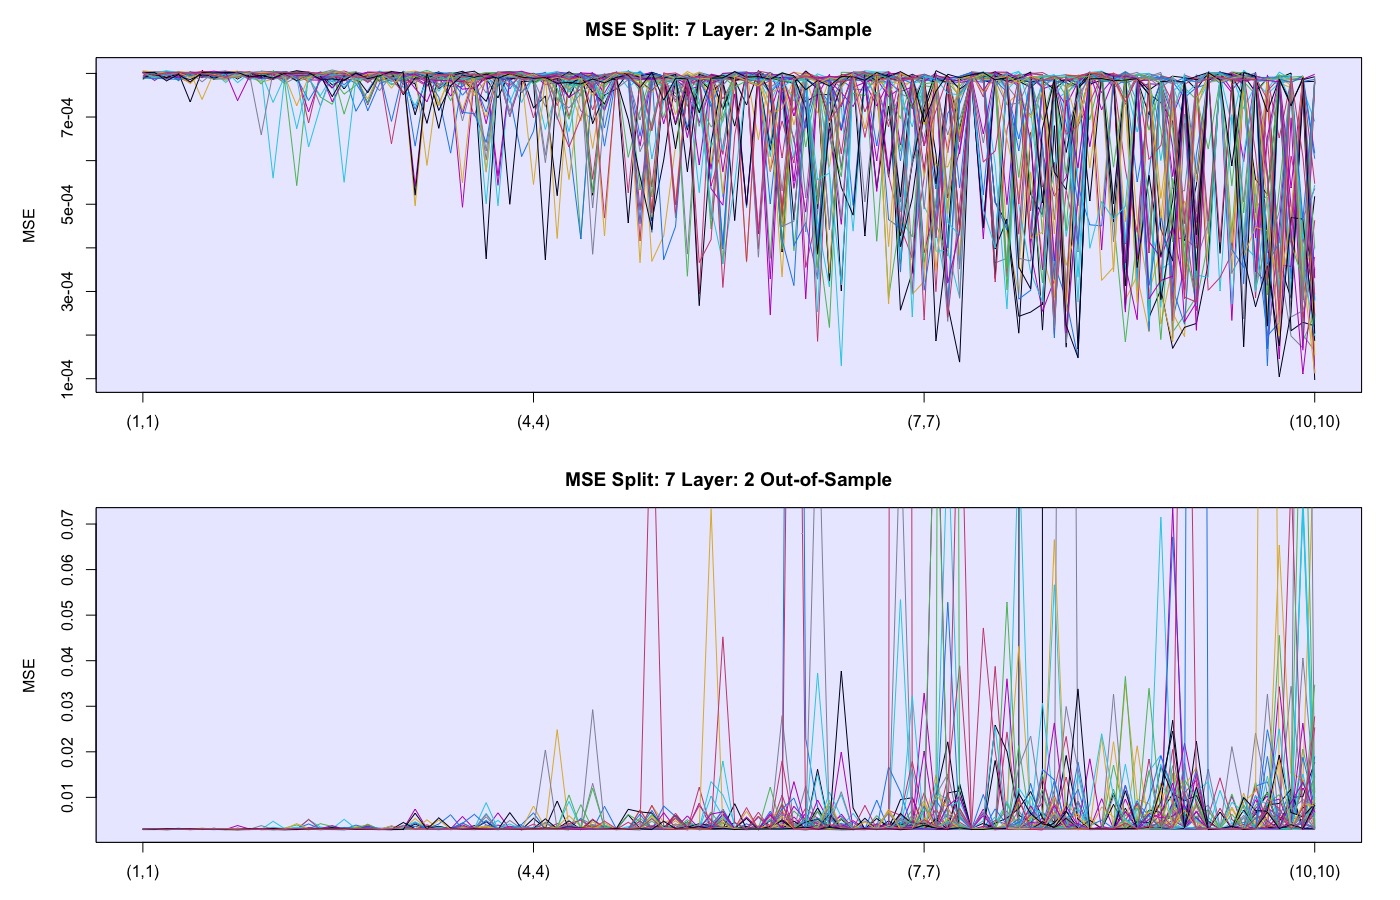 MSE Split: 7 Layer: 2 In-Sample
MSE
7e-04
5e-04
3e-04
1e-04
(1,1) (4,4) (7,7) (10,10)
MSE Split: 7 Layer: 2 Out-of-Sample
MSE
0.07
0.06
0.05
0.04
0.03
0.02
0.01
(1,1) (4,4) (7,7) (10,10)